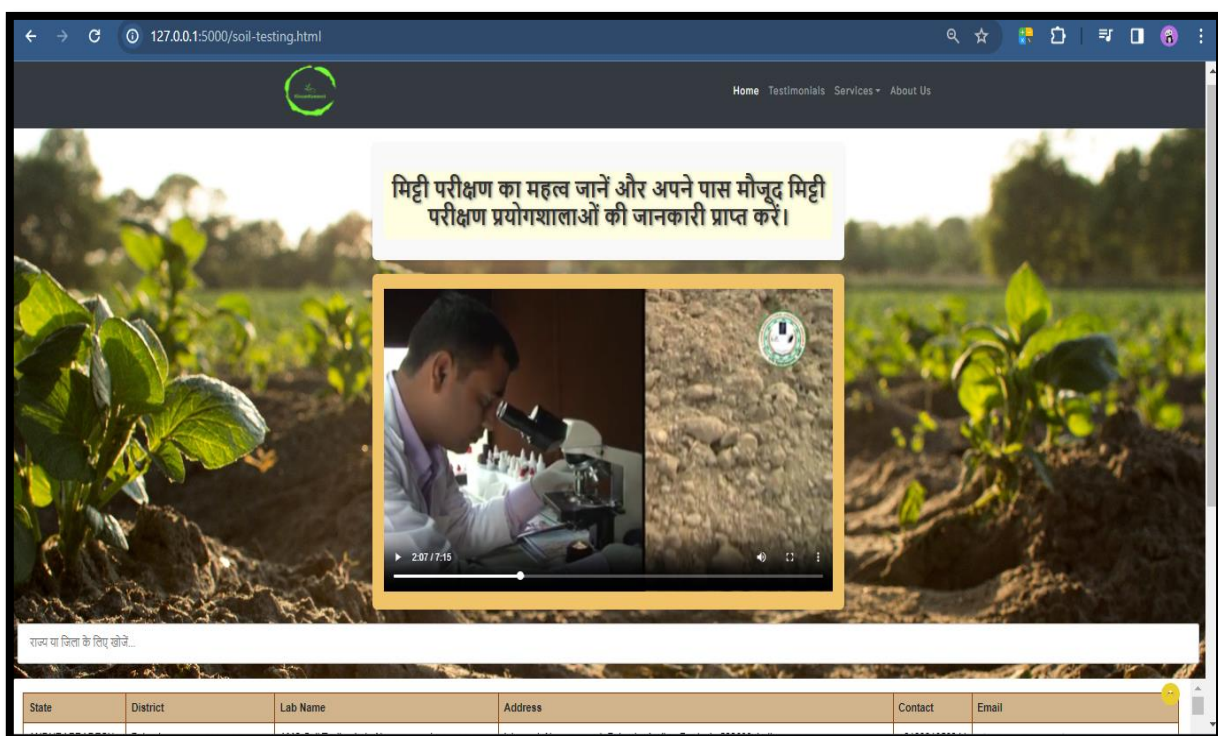 127.0.0.1:5000/soil-testing.html
Home Testimonials Services About Us
मिट्टी परीक्षण का महत्व जानें और अपने पास मौजूद मिट्टी
परीक्षण प्रयोगशालाओं की जानकारी प्राप्त करें।
2:07 / 7:15
राज्य या जिला के लिए खोजें...
State District Lab Name Address Contact Email